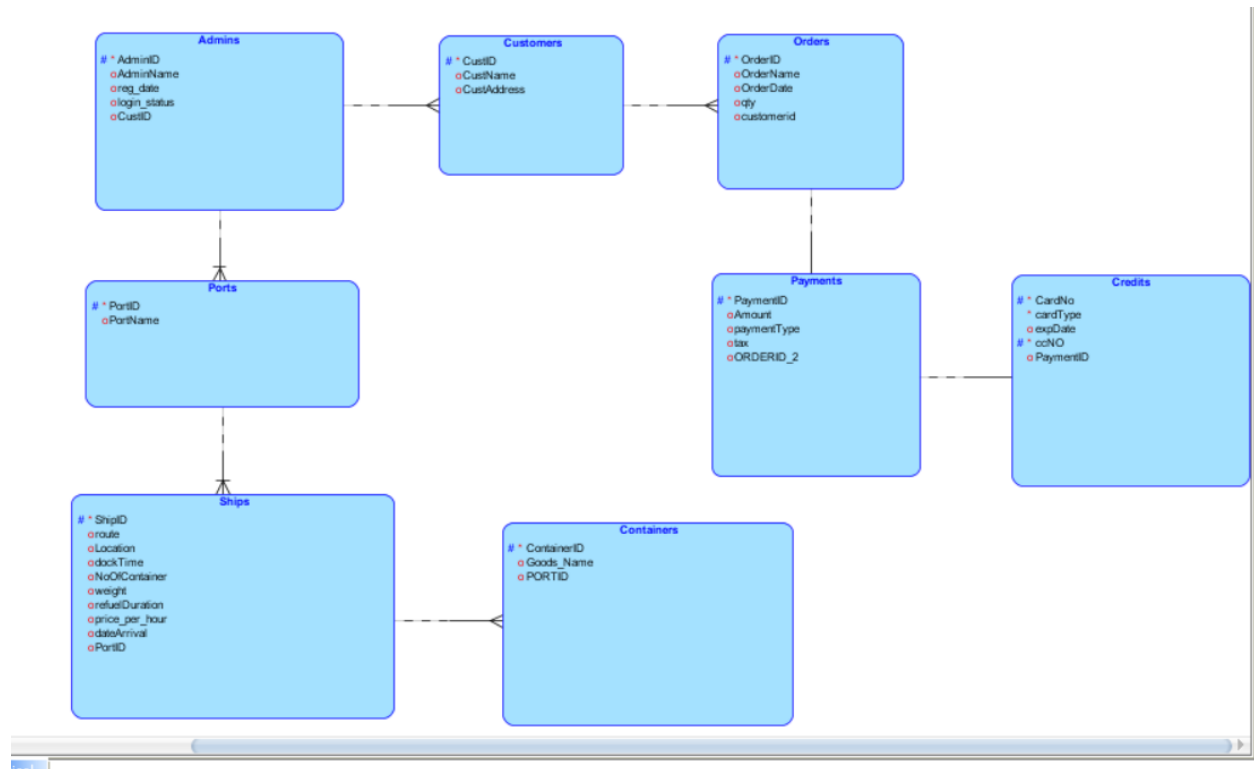 Admins
# * AdminID
o AdminName
o reg_date
o login_status
o CustID
Customers
# * CustID
o CustName
o CustAddress
Orders
# * OrderID
o OrderName
o OrderDate
o qty
o customerid
Ports
# * PortID
o PortName
Payments
# * PaymentID
o Amount
o paymentType
o tax
o ORDERID_2
Credits
# * CardNo
* cardType
o expDate
# * ccNO
o PaymentID
Ships
# * ShipID
o route
o Location
o dockTime
o NoOfContainer
o weight
o refuelDuration
o price_per_hour
o dateArrival
o PortID
Containers
# * ContainerID
o Goods_Name
o PORTID